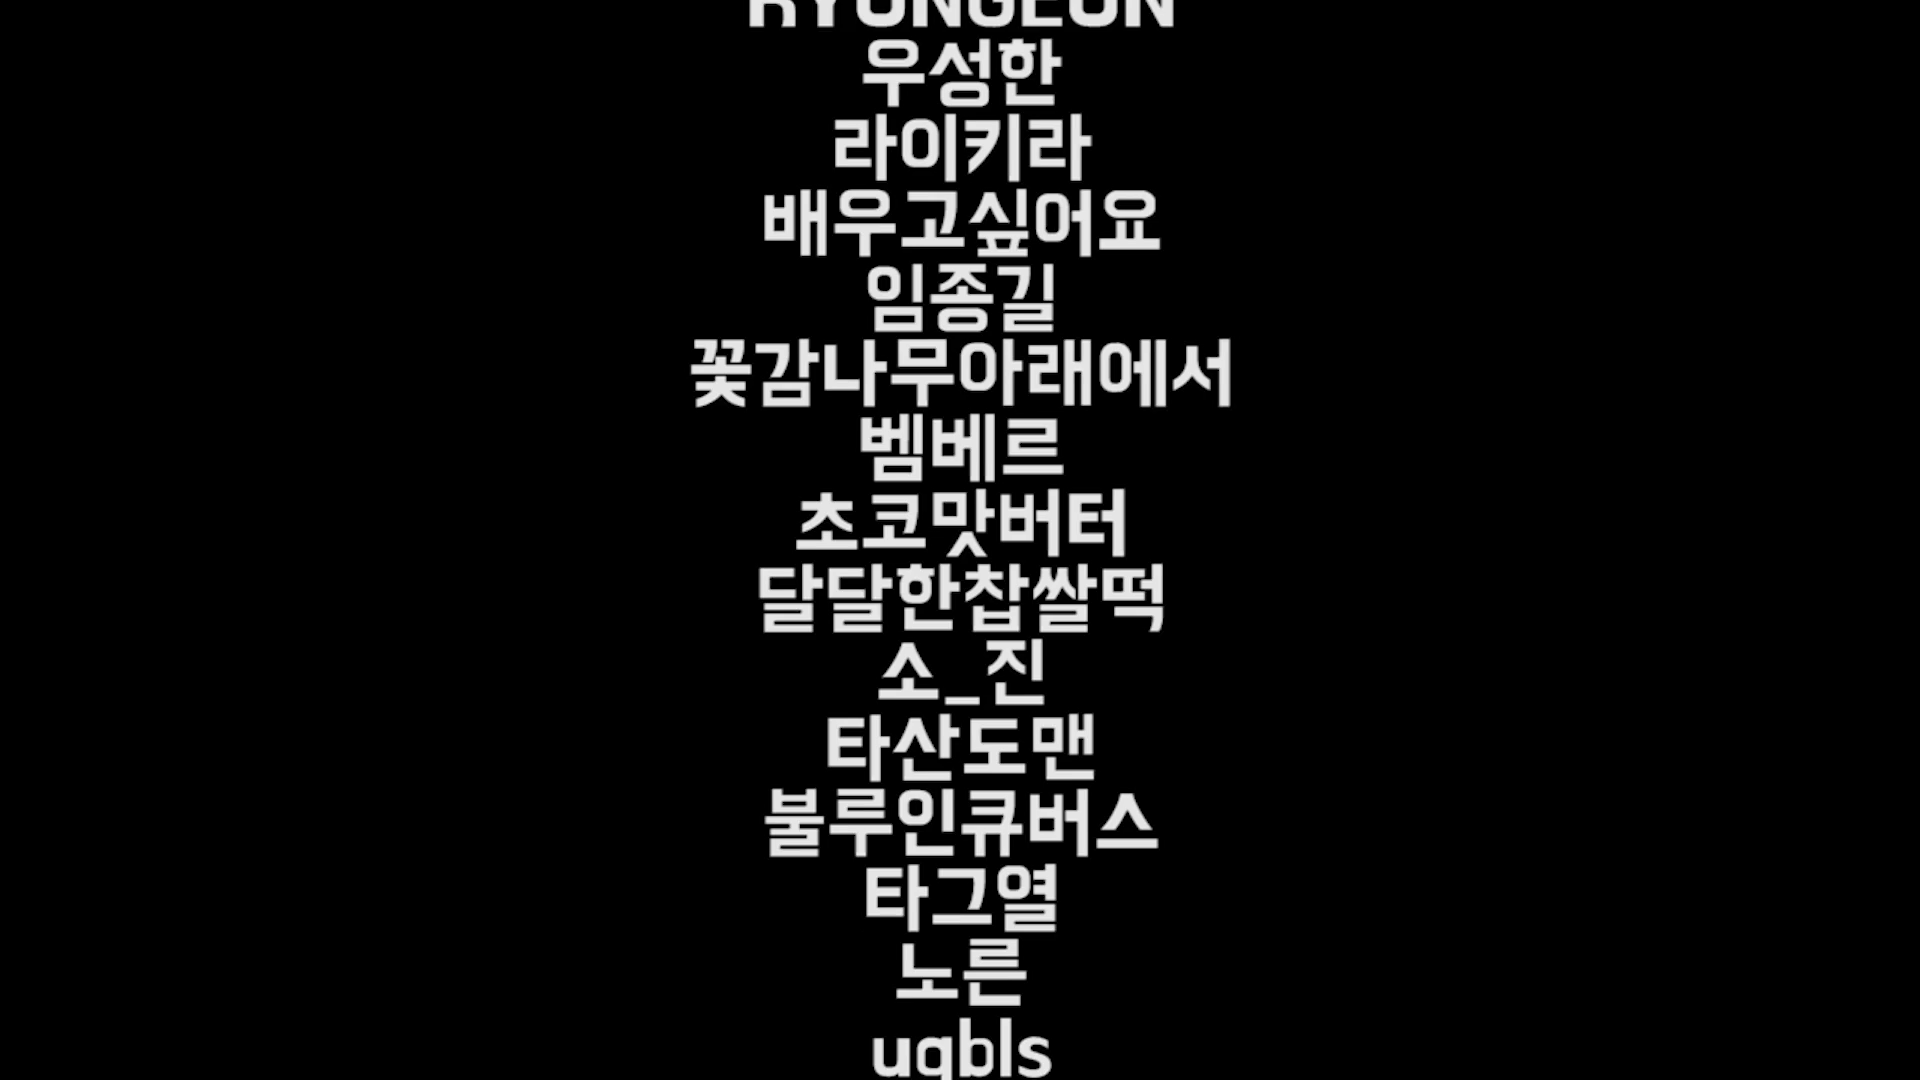 우성한
라이키라
배우고싶어요
임종길
꽃감나무아래에서
벰베르
초코맛버터
달달한찹쌀떡
소_진
타산도맨
불루인큐버스
타그열
노른